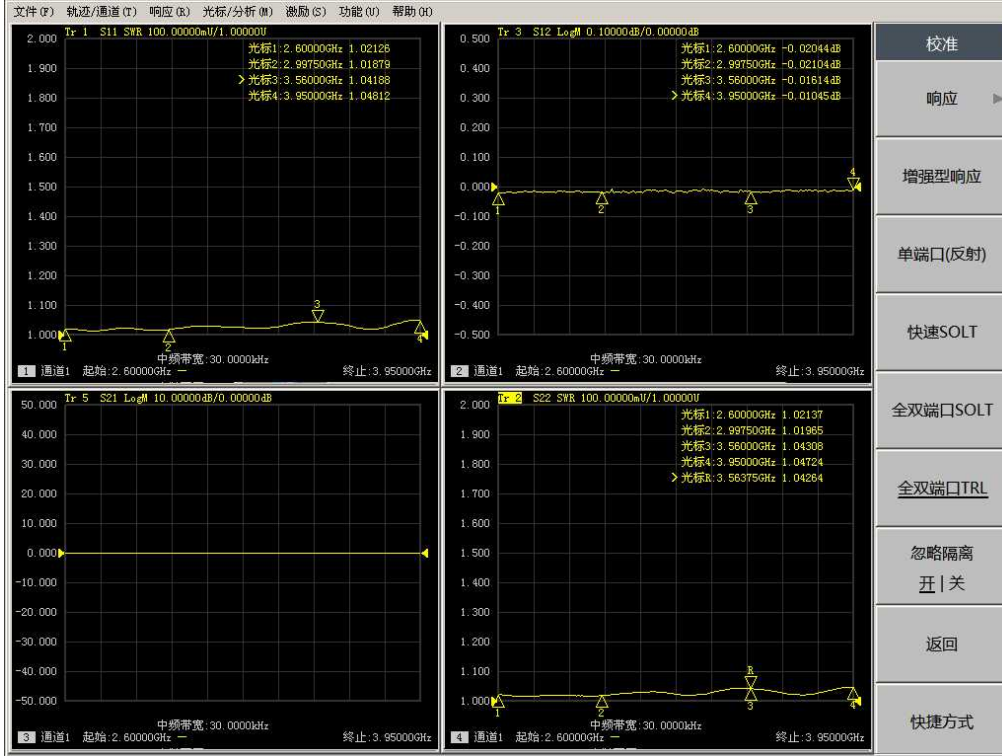 文件(F) 轨迹/通道(T) 响应(R) 光标/分析(M) 激励(S) 功能(U) 帮助(H)
Tr 1 S11 SWR 100.00000mU/1.00000U
2.000
1.900
1.800
1.700
1.600
1.500
1.400
1.300
1.200
1.100
1.000
光标1:2.60000GHz 1.02126
光标2:2.99750GHz 1.01879
>光标3:3.56000GHz 1.04188
光标4:3.95000GHz 1.04812
1
2
3
4
中频带宽:30.0000kHz
1 通道1 起始:2.60000GHz — 终止:3.95000GHz
Tr 3 S12 LogM 0.10000dB/0.00000dB
0.500
0.400
0.300
0.200
0.100
0.000
-0.100
-0.200
-0.300
-0.400
-0.500
光标1:2.60000GHz -0.02044dB
光标2:2.99750GHz -0.02104dB
光标3:3.56000GHz -0.01614dB
>光标4:3.95000GHz -0.01045dB
1
2
3
4
中频带宽:30.0000kHz
2 通道1 起始:2.60000GHz — 终止:3.95000GHz
Tr 5 S21 LogM 10.00000dB/0.00000dB
50.000
40.000
30.000
20.000
10.000
0.000
-10.000
-20.000
-30.000
-40.000
-50.000
中频带宽:30.0000kHz
3 通道1 起始:2.60000GHz — 终止:3.95000GHz
Tr 2 S22 SWR 100.00000mU/1.00000U
2.000
1.900
1.800
1.700
1.600
1.500
1.400
1.300
1.200
1.100
1.000
光标1:2.60000GHz 1.02137
光标2:2.99750GHz 1.01965
光标3:3.56000GHz 1.04308
光标4:3.95000GHz 1.04724
>光标R:3.56375GHz 1.04264
1
2
R
3
4
中频带宽:30.0000kHz
4 通道1 起始:2.60000GHz — 终止:3.95000GHz
校准
响应
增强型响应
单端口(反射)
快速SOLT
全双端口SOLT
全双端口TRL
忽略隔离
开|关
返回
快捷方式